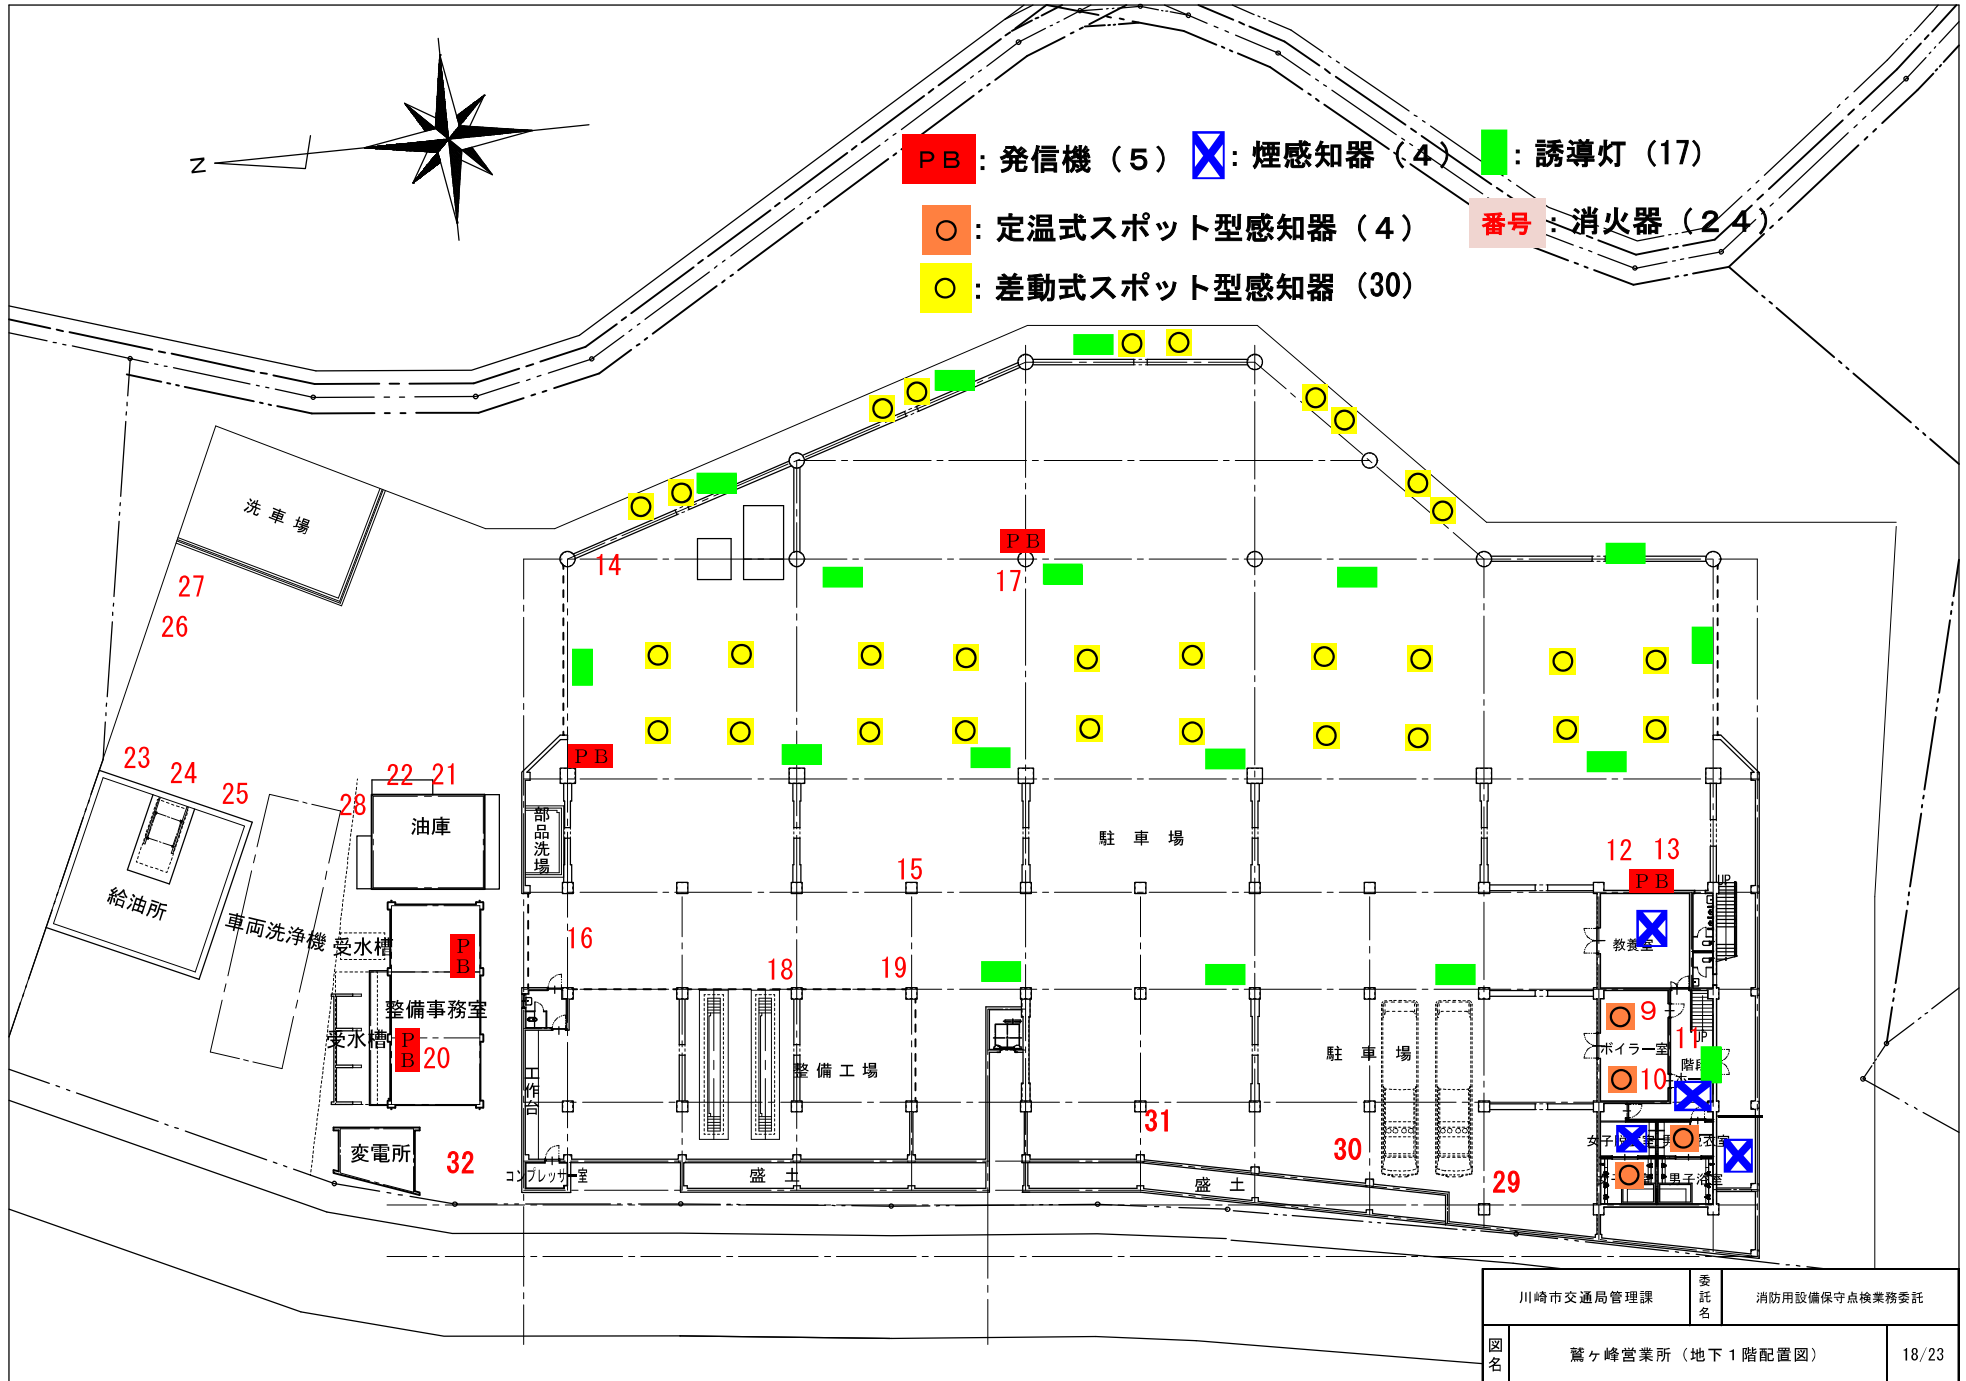 N
PB：発信機（５）
：煙感知器（４）
：誘導灯（17）
：定温式スポット型感知器（４）
番号：消火器（２４）
：差動式スポット型感知器（30）
洗車場
14
PB
17
27
26
PB
23
24
25
22
21
28
油庫
部品洗場
駐車場
12
13
15
PB
UP
給油所
車両洗浄機
受水槽
PB
16
18
19
教養室
整備事務室
9
受水槽
PB
20
11
UP
ボイラー室
駐車場
整備工場
工作台
10
31
変電所
32
30
コンプレッサー室
盛土
盛土
29
男子浴室
川崎市交通局管理課
委託名
消防用設備保守点検業務委託
図名
鷲ヶ峰営業所（地下１階配置図）
18/23